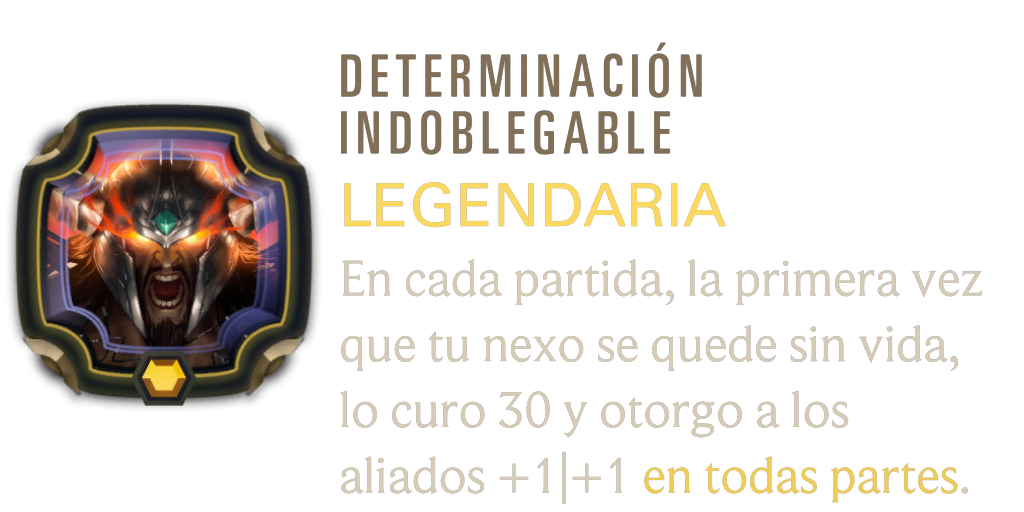 DETERMINACIÓN
INDOBLEGABLE
LEGENDARIA
En cada partida, la primera vez
que tu nexo se quede sin vida,
lo curo 30 y otorgo a los
aliados +1|+1 en todas partes.